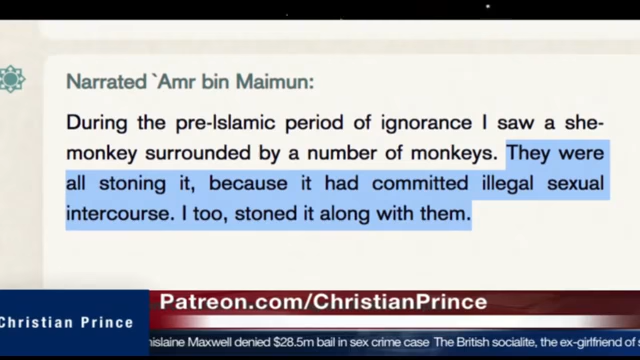 Narrated `Amr bin Maimun:
During the pre-Islamic period of ignorance I saw a she-
monkey surrounded by a number of monkeys. They were
all stoning it, because it had committed illegal sexual
intercourse. I too, stoned it along with them.
Patreon.com/ChristianPrince
Christian Prince
hislaine Maxwell denied $28.5m bail in sex crime case The British socialite, the ex-girlfriend of